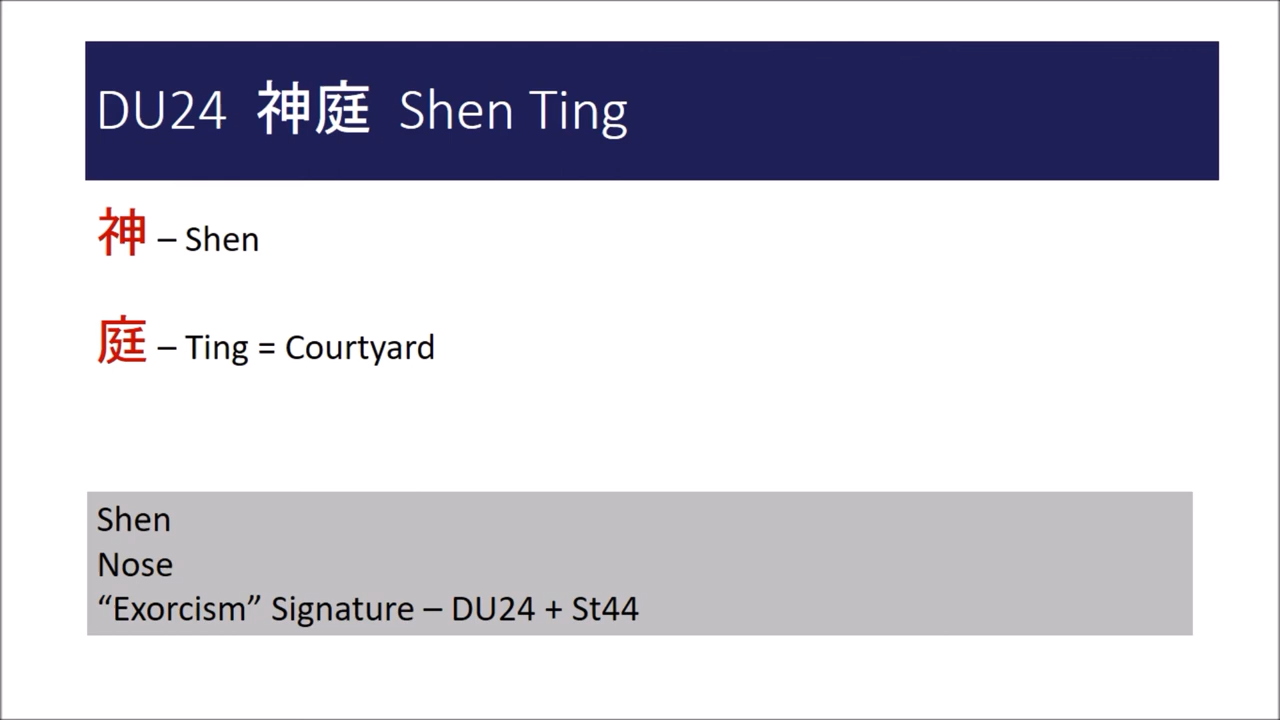 DU24 神庭 Shen Ting
神 – Shen
庭 – Ting = Courtyard
Shen
Nose
“Exorcism” Signature – DU24 + St44